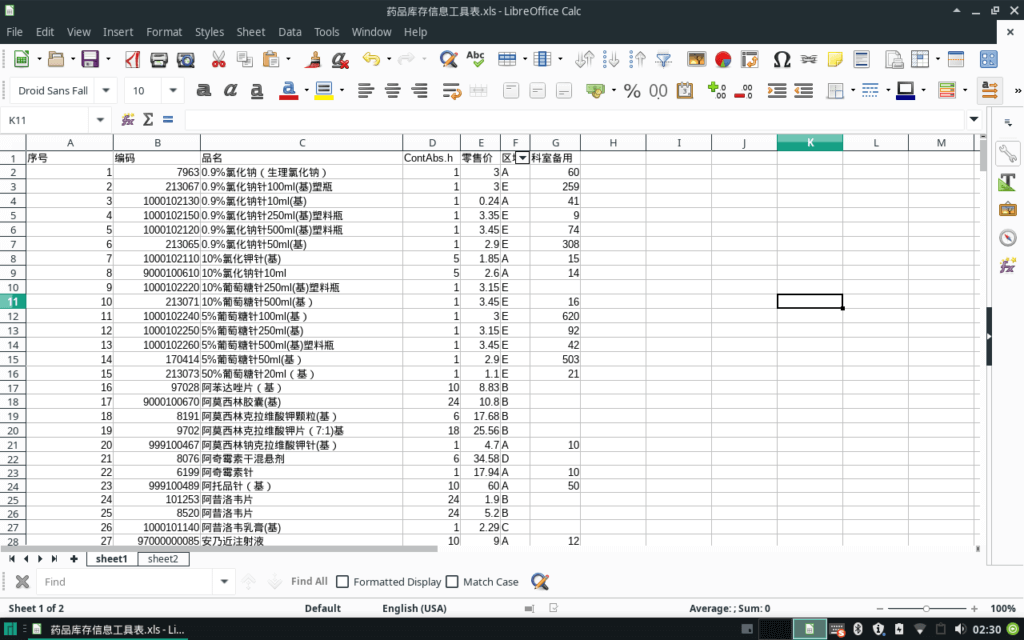 药品库存信息工具表.xls - LibreOffice Calc
File Edit View Insert Format Styles Sheet Data Tools Window Help
Droid Sans Fall 10
K11
A B C D E F G H I J K L M
1 序号 编码 品名 ContAbs.h 零售价 科室备用
2 1 7963 0.9%氯化钠（生理氯化钠） 1 3 A 60
3 2 213067 0.9%氯化钠针100ml(基)塑瓶 1 3 E 259
4 3 1000102130 0.9%氯化钠针10ml(基) 1 0.24 A 41
5 4 1000102150 0.9%氯化钠针250ml(基)塑料瓶 1 3.35 E 9
6 5 1000102120 0.9%氯化钠针500ml(基)塑料瓶 1 3.45 E 74
7 6 213065 0.9%氯化钠针50ml(基) 1 2.9 E 308
8 7 1000102110 10%氯化钾针(基) 5 1.85 A 15
9 8 9000100610 10%氯化钠针10ml 5 2.6 A 14
10 9 1000102220 10%葡萄糖针250ml(基)塑料瓶 1 3.15 E
11 10 213071 10%葡萄糖针500ml(基） 1 3.45 E 16
12 11 1000102240 5%葡萄糖针100ml(基） 1 3 E 620
13 12 1000102250 5%葡萄糖针250ml(基) 1 3.15 E 92
14 13 1000102260 5%葡萄糖针500ml(基)塑料瓶 1 3.45 E 42
15 14 170414 5%葡萄糖针50ml(基） 1 2.9 E 503
16 15 213073 50%葡萄糖针20ml（基） 1 1.1 E 21
17 16 97028 阿苯达唑片（基） 10 8.83 B
18 17 9000100670 阿莫西林胶囊(基) 24 10.8 B
19 18 8191 阿莫西林克拉维酸钾颗粒(基） 6 17.68 B
20 19 9702 阿莫西林克拉维酸钾片（7:1)基 18 25.56 B
21 20 999100467 阿莫西林钠克拉维酸钾针(基） 1 4.7 A 10
22 21 8076 阿奇霉素干混悬剂 6 34.58 D
23 22 6199 阿奇霉素针 1 17.94 A 10
24 23 999100489 阿托品针（基） 10 60 A 50
25 24 101253 阿昔洛韦片 24 1.9 B
26 25 8520 阿昔洛韦片 24 5.2 B
27 26 1000101140 阿昔洛韦乳膏(基) 1 2.29 C
28 27 97000000085 安乃近注射液 10 9 A 12
sheet1 sheet2
Find Find All Formatted Display Match Case
Sheet 1 of 2 Default English (USA) Average: ; Sum: 0 100%
药品库存信息工具表.xls - Li... 02:30